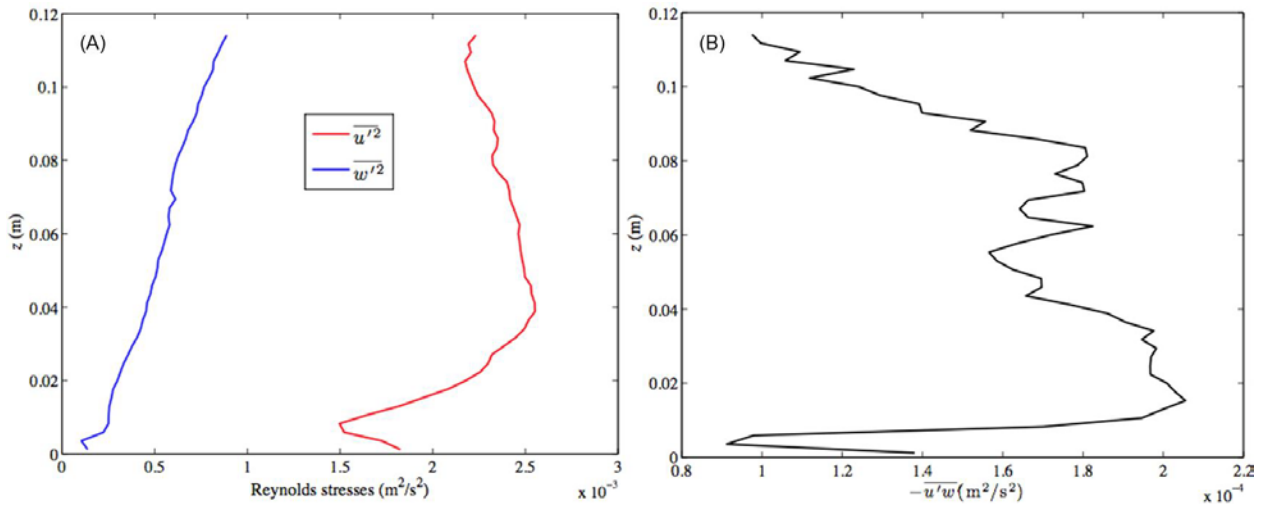 (A)
0.12
0.1
0.08
0.06
0.04
0.02
0
z (m)
u′²
w′²
0 0.5 1 1.5 2 2.5 3
Reynolds stresses (m²/s²)
x 10⁻³
(B)
0.12
0.1
0.08
0.06
0.04
0.02
0
z (m)
0.8 1 1.2 1.4 1.6 1.8 2 2.2
−u′w′(m²/s²)
x 10⁻⁴